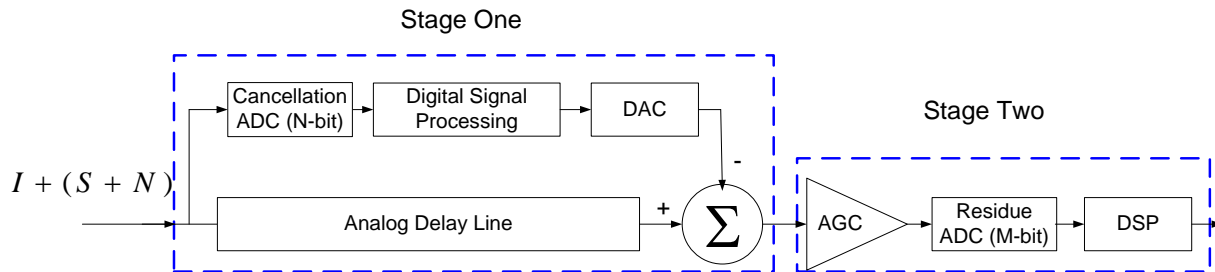 Stage One
Cancellation
ADC (N-bit)
Digital Signal
Processing
DAC
Stage Two
-
I + (S + N)
+
Analog Delay Line
Σ
AGC
Residue
ADC (M-bit)
DSP